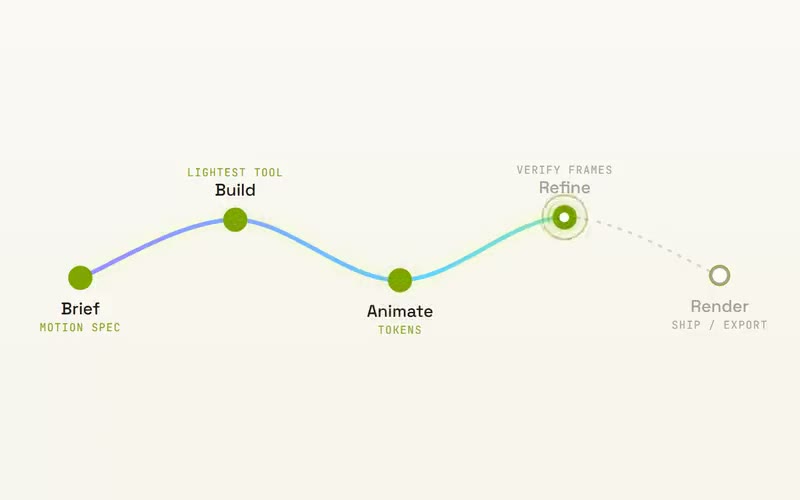 LIGHTEST TOOL
Build
VERIFY FRAMES
Refine
Brief
MOTION SPEC
Animate
TOKENS
Render
SHIP / EXPORT